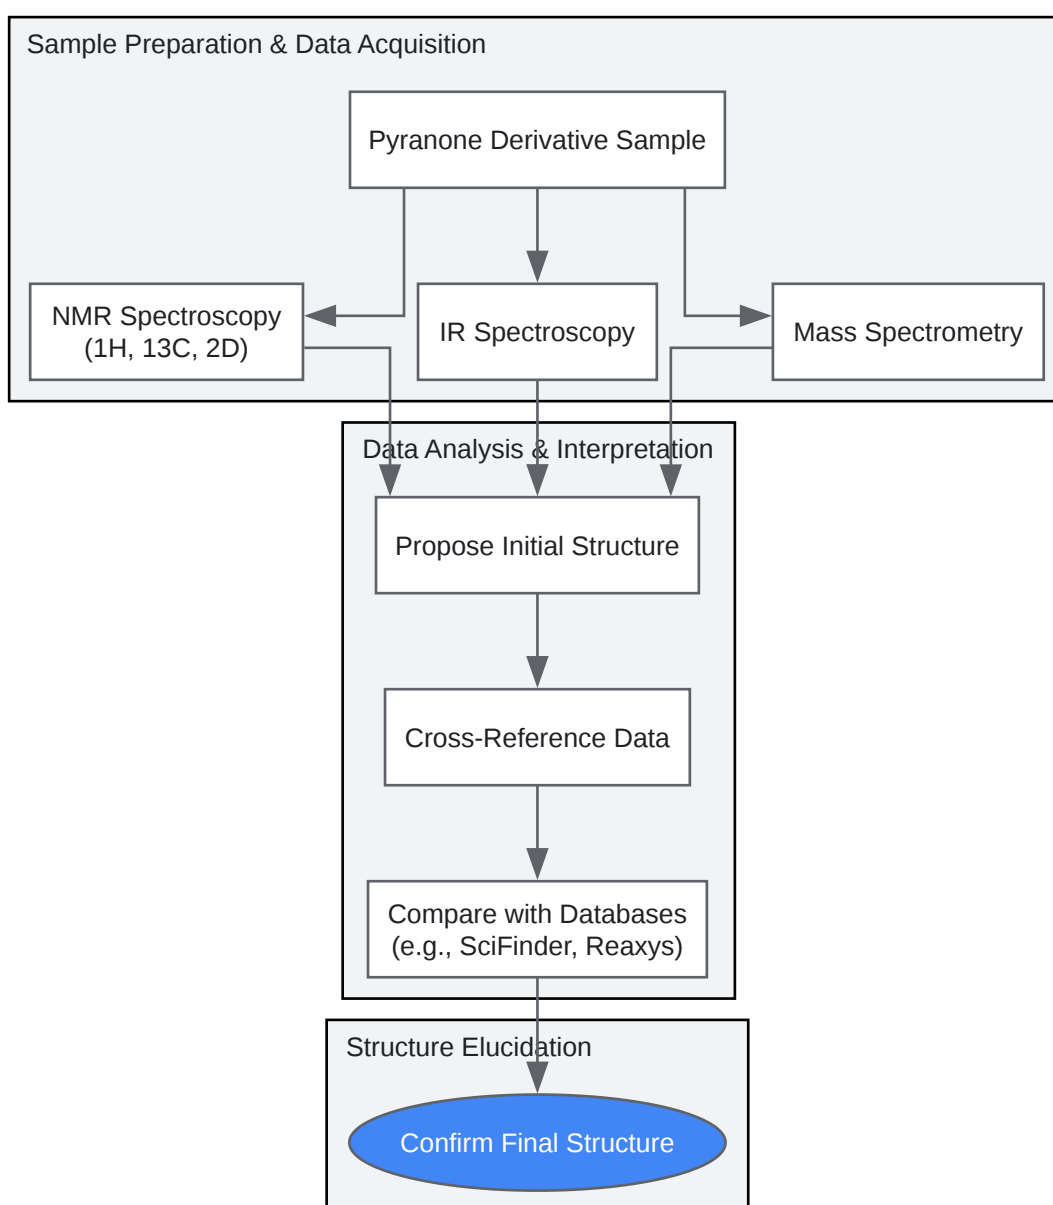 Sample Preparation & Data Acquisition
Pyranone Derivative Sample
NMR Spectroscopy
(1H, 13C, 2D)
IR Spectroscopy
Mass Spectrometry
Data Analysis & Interpretation
Propose Initial Structure
Cross-Reference Data
Compare with Databases
(e.g., SciFinder, Reaxys)
Structure Elucidation
Confirm Final Structure